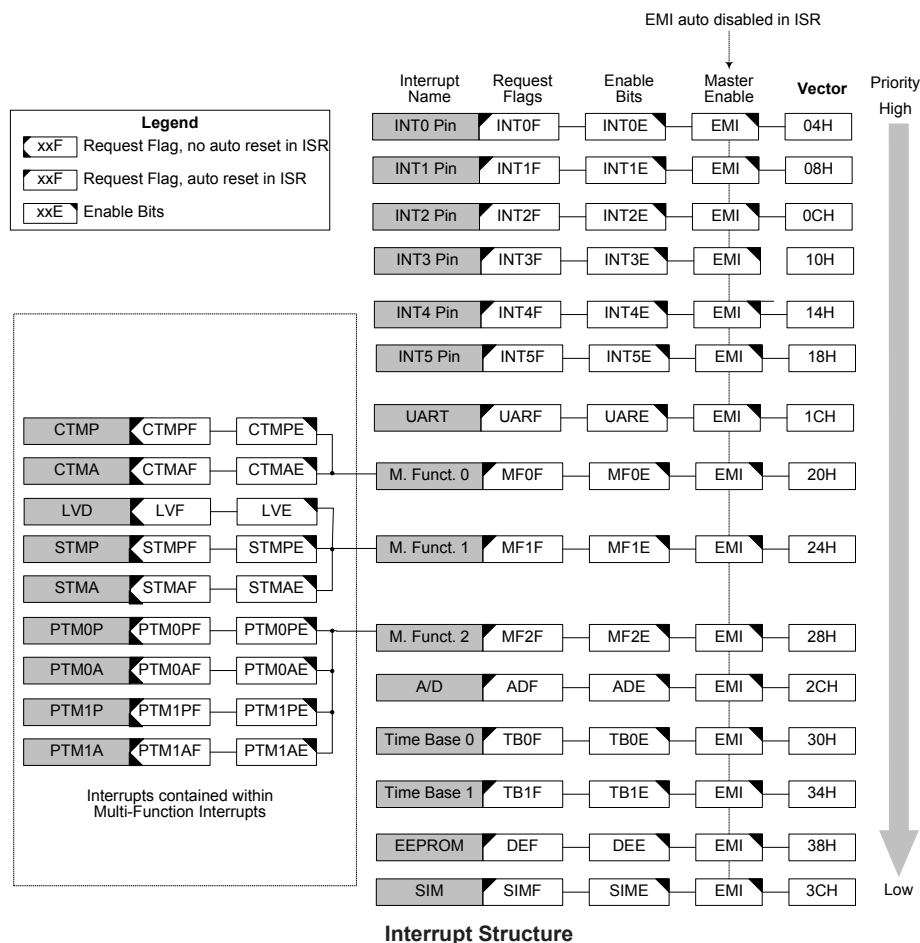 EMI auto disabled in ISR
Interrupt Name Request Flags Enable Bits Master Enable Vector Priority
High
Legend
xxF Request Flag, no auto reset in ISR
xxF Request Flag, auto reset in ISR
xxE Enable Bits
INT0 Pin INT0F INT0E EMI 04H
INT1 Pin INT1F INT1E EMI 08H
INT2 Pin INT2F INT2E EMI 0CH
INT3 Pin INT3F INT3E EMI 10H
INT4 Pin INT4F INT4E EMI 14H
INT5 Pin INT5F INT5E EMI 18H
UART UARF UARE EMI 1CH
CTMP CTMPF CTMPE
CTMA CTMAF CTMAE M. Funct. 0 MF0F MF0E EMI 20H
LVD LVF LVE
STMP STMPF STMPE M. Funct. 1 MF1F MF1E EMI 24H
STMA STMAF STMAE
PTM0P PTM0PF PTM0PE M. Funct. 2 MF2F MF2E EMI 28H
PTM0A PTM0AF PTM0AE A/D ADF ADE EMI 2CH
PTM1P PTM1PF PTM1PE
PTM1A PTM1AF PTM1AE Time Base 0 TB0F TB0E EMI 30H
Interrupts contained within
Multi-Function Interrupts
Time Base 1 TB1F TB1E EMI 34H
EEPROM DEF DEE EMI 38H
SIM SIMF SIME EMI 3CH Low
Interrupt Structure